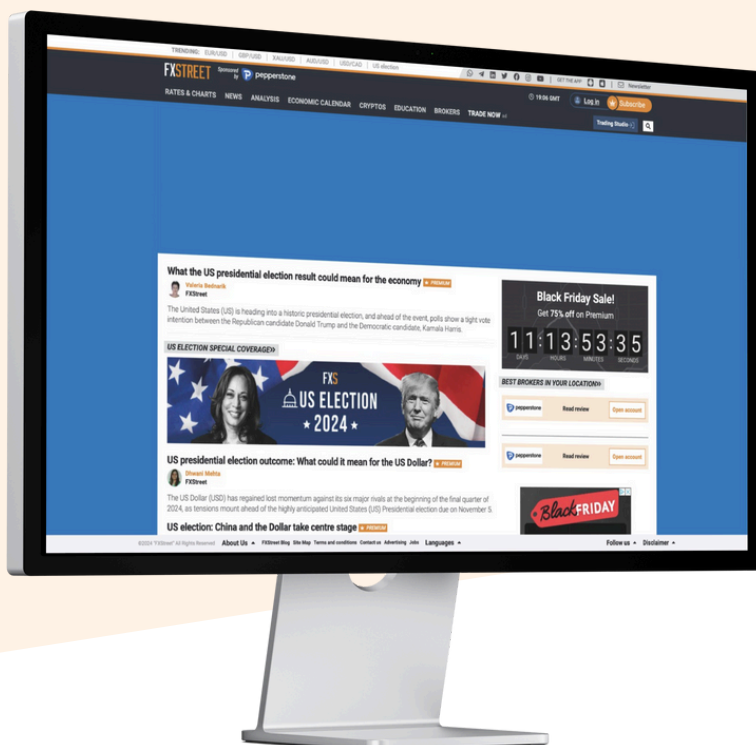 TRENDING: EUR/USD | GBP/USD | XAU/USD | AUD/USD | USD/CAD | US election
GET THE APP Newsletter
FXSTREET Sponsored by pepperstone
19:06 GMT Log In Subscribe
RATES & CHARTS NEWS ANALYSIS ECONOMIC CALENDAR CRYPTOS EDUCATION BROKERS TRADE NOW
Trading Studio
What the US presidential election result could mean for the economy PREMIUM
Valeria Bednarik
FXStreet
The United States (US) is heading into a historic presidential election, and ahead of the event, polls show a tight vote
intention between the Republican candidate Donald Trump and the Democratic candidate, Kamala Harris.
US ELECTION SPECIAL COVERAGE»
FXS
US ELECTION
★ 2024 ★
US presidential election outcome: What could it mean for the US Dollar? PREMIUM
Dhwani Mehta
FXStreet
The US Dollar (USD) has regained lost momentum against its six major rivals at the beginning of the final quarter of
2024, as tensions mount ahead of the highly anticipated United States (US) Presidential election due on November 5.
US election: China and the Dollar take centre stage PREMIUM
Black Friday Sale!
Get 75% off on Premium
11:13:53:35
DAYS HOURS MINUTES SECONDS
BEST BROKERS IN YOUR LOCATION»
pepperstone Read review Open account
pepperstone Read review Open account
Black FRIDAY
©2024 "FXStreet" All Rights Reserved About Us FXStreet Blog Site Map Terms and conditions Contact us Advertising Jobs Languages Follow us Disclaimer